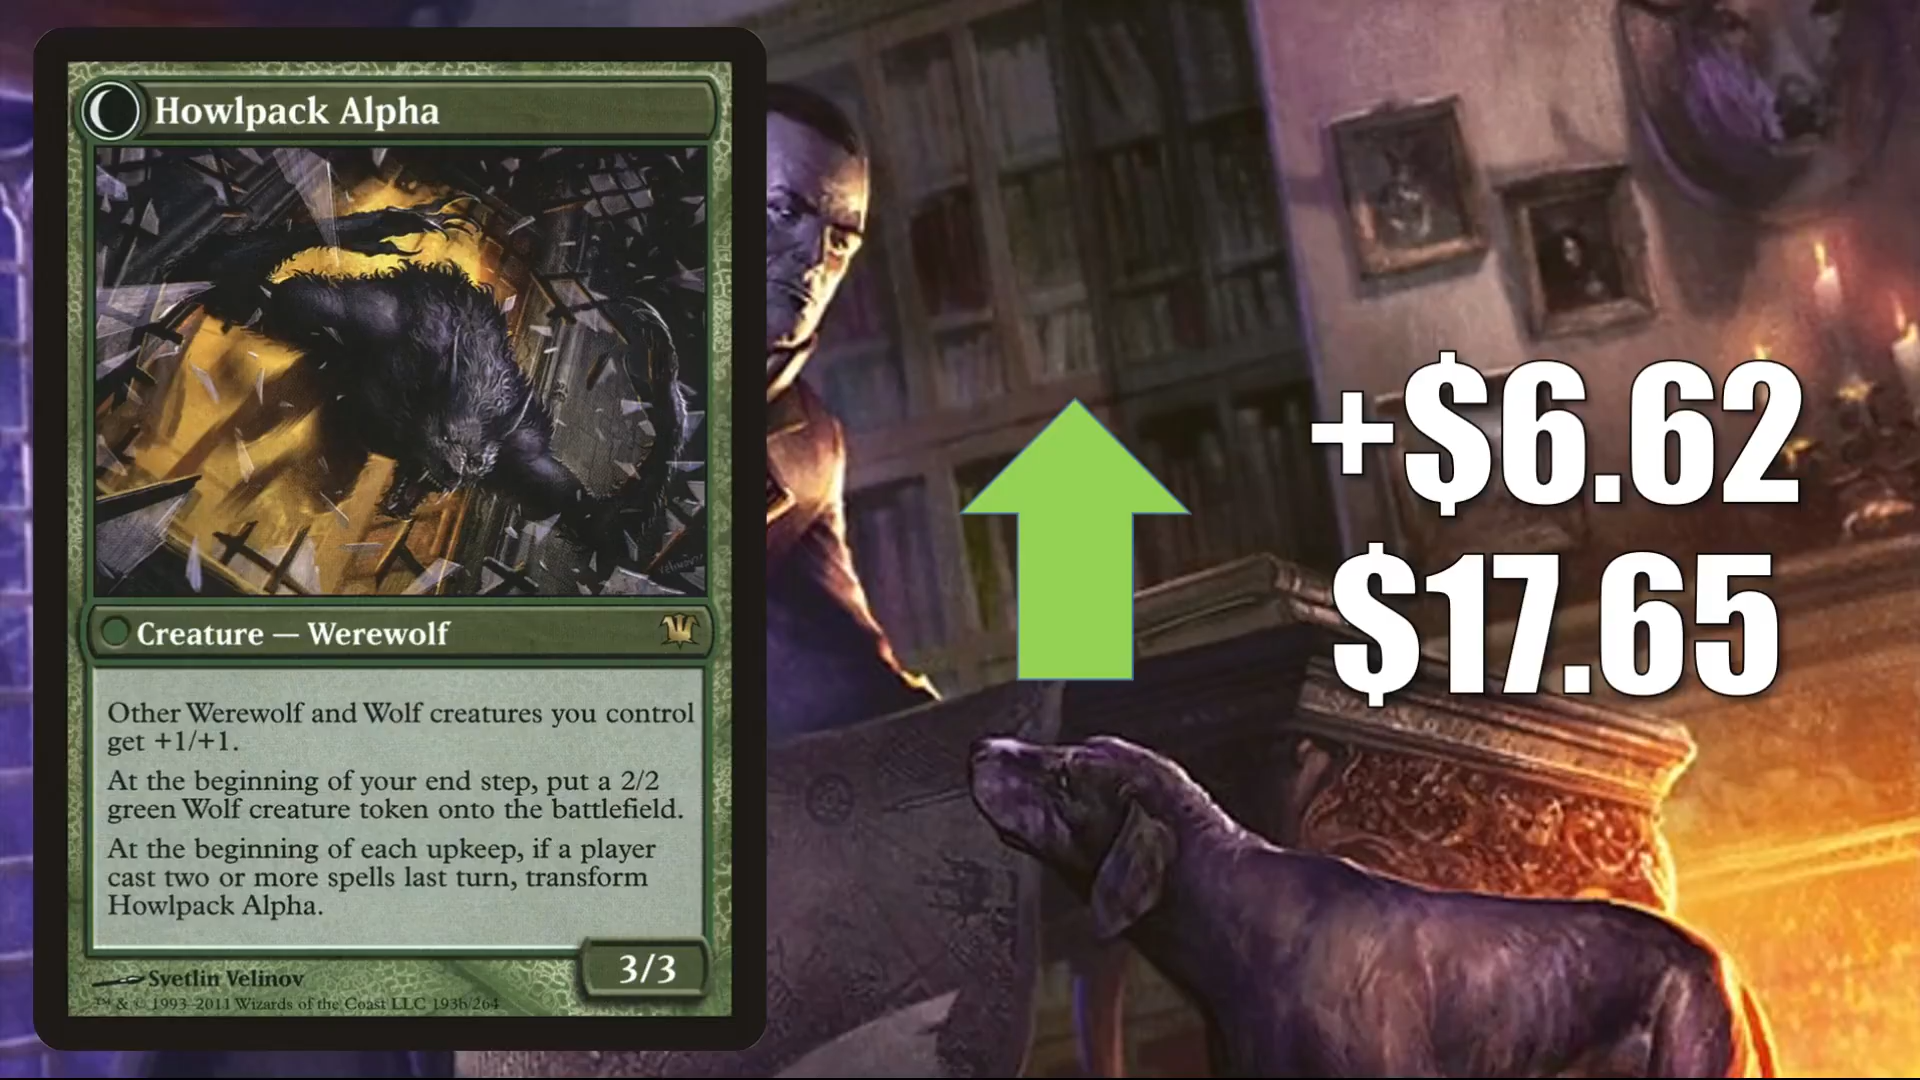 Howlpack Alpha
Creature — Werewolf
Other Werewolf and Wolf creatures you control
get +1/+1.
At the beginning of your end step, put a 2/2
green Wolf creature token onto the battlefield.
At the beginning of each upkeep, if a player
cast two or more spells last turn, transform
Howlpack Alpha.
3/3
Svetlin Velinov
™ & © 1993–2011 Wizards of the Coast LLC 193b/264
+$6.62
$17.65